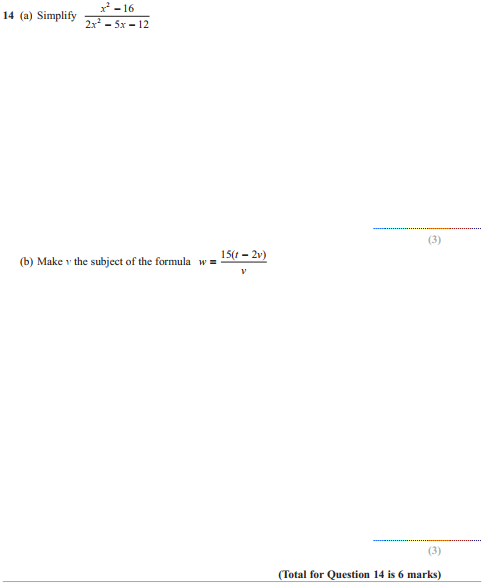 14 (a) Simplify x² – 16 / 2x² – 5x – 12
(3)
(b) Make v the subject of the formula w = 15(t – 2v) / v
(3)
(Total for Question 14 is 6 marks)